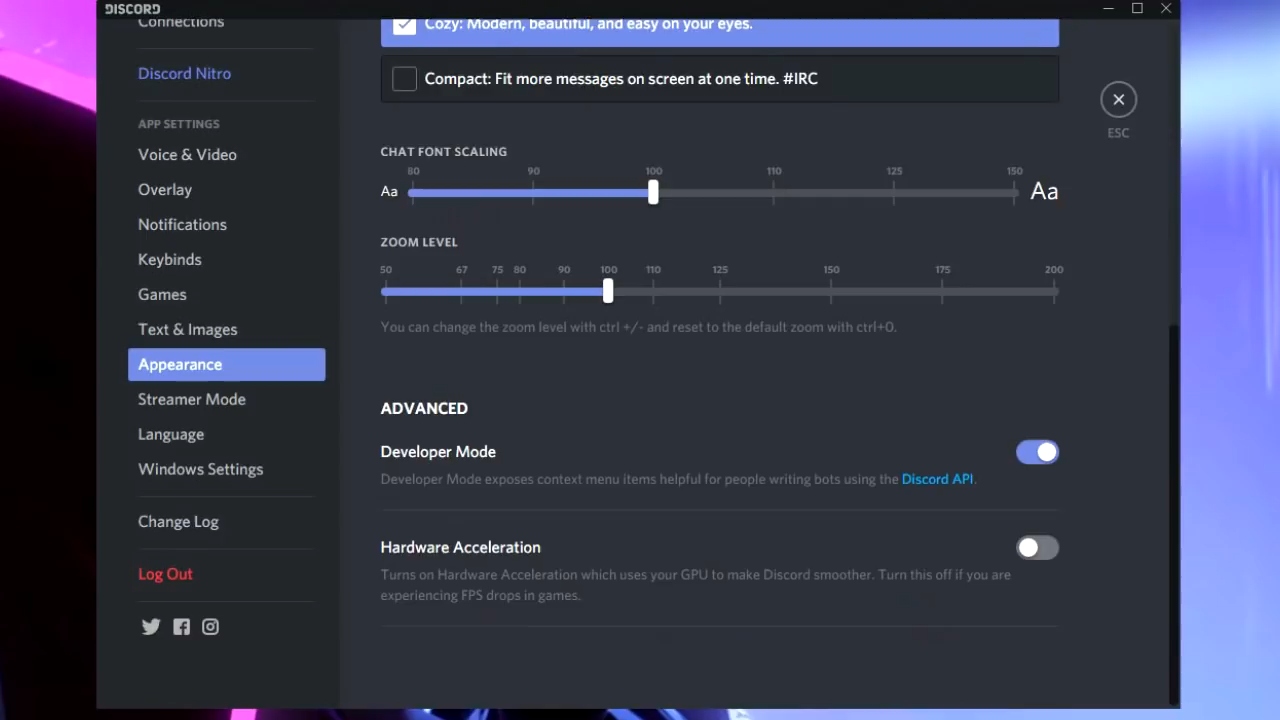 DISCORD
Connections
Discord Nitro
APP SETTINGS
Voice & Video
Overlay
Notifications
Keybinds
Games
Text & Images
Appearance
Streamer Mode
Language
Windows Settings
Change Log
Log Out
Cozy: Modern, beautiful, and easy on your eyes.
Compact: Fit more messages on screen at one time. #IRC
ESC
CHAT FONT SCALING
80 90 100 110 125 150
Aa Aa
ZOOM LEVEL
50 67 75 80 90 100 110 125 150 175 200
You can change the zoom level with ctrl +/- and reset to the default zoom with ctrl+0.
ADVANCED
Developer Mode
Developer Mode exposes context menu items helpful for people writing bots using the Discord API.
Hardware Acceleration
Turns on Hardware Acceleration which uses your GPU to make Discord smoother. Turn this off if you are
experiencing FPS drops in games.